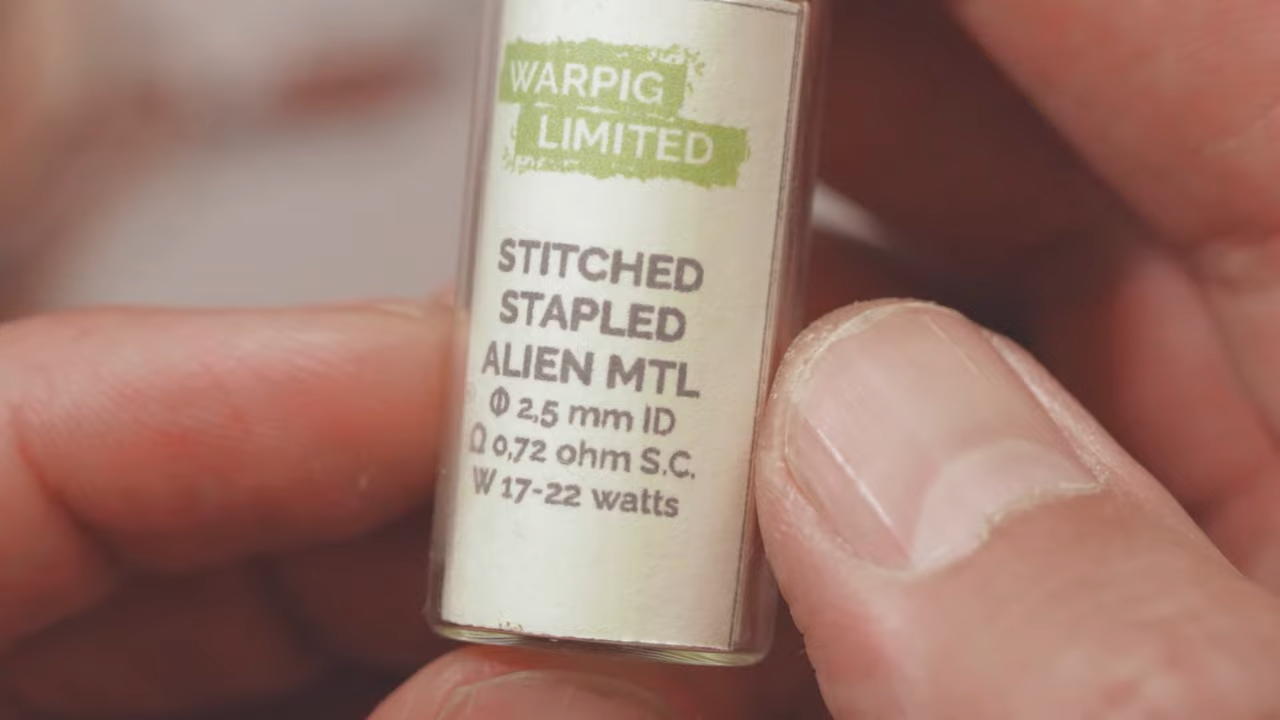 WARPIG
LIMITED
STITCHED
STAPLED
ALIEN MTL
Φ 2,5 mm ID
Ω 0,72 ohm S.C.
W 17-22 watts